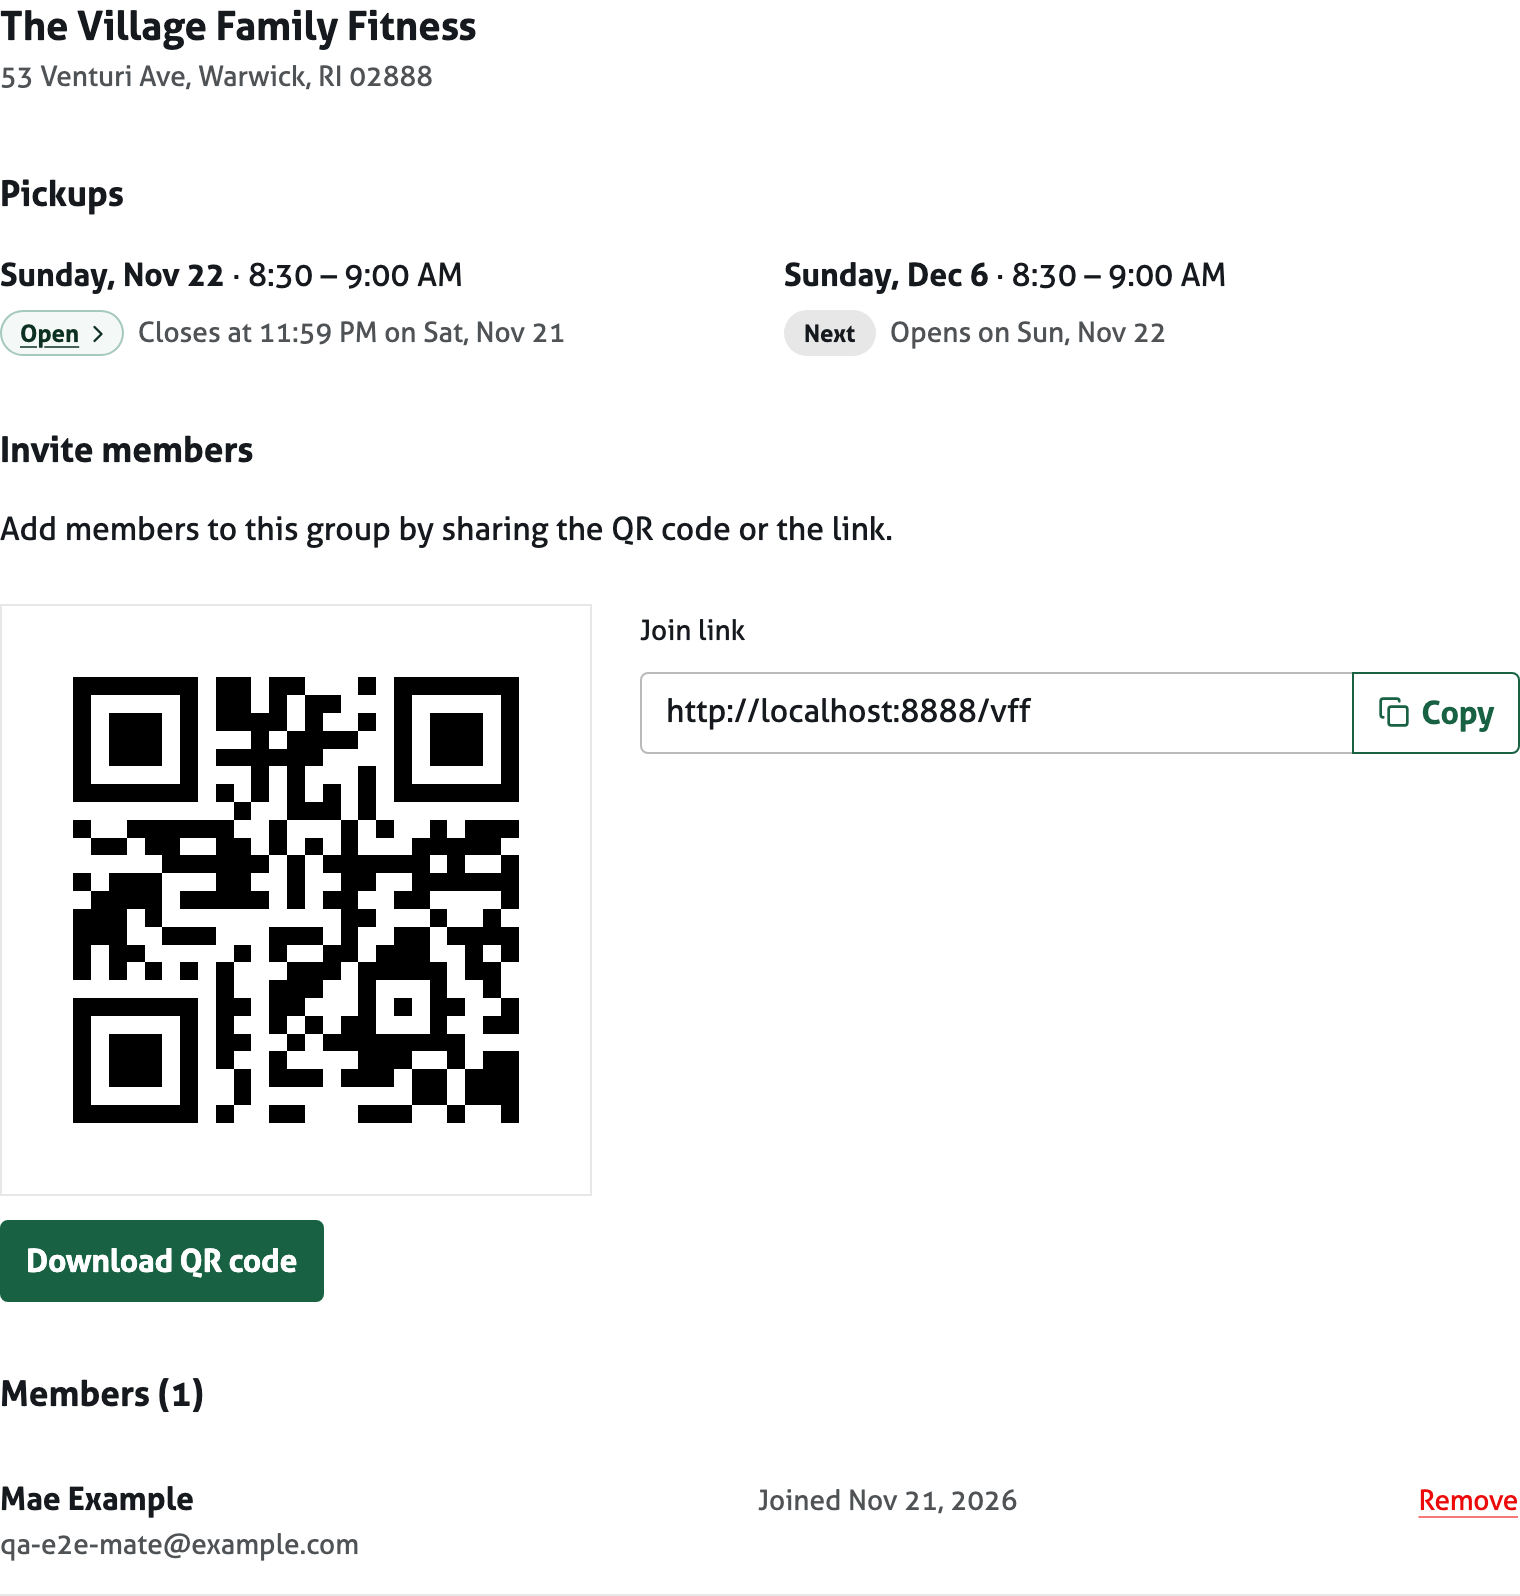 The Village Family Fitness
53 Venturi Ave, Warwick, RI 02888
Pickups
Sunday, Nov 22 · 8:30 – 9:00 AM
Open
Closes at 11:59 PM on Sat, Nov 21
Sunday, Dec 6 · 8:30 – 9:00 AM
Next
Opens on Sun, Nov 22
Invite members
Add members to this group by sharing the QR code or the link.
Join link
http://localhost:8888/vff
Copy
Download QR code
Members (1)
Mae Example
qa-e2e-mate@example.com
Joined Nov 21, 2026
Remove